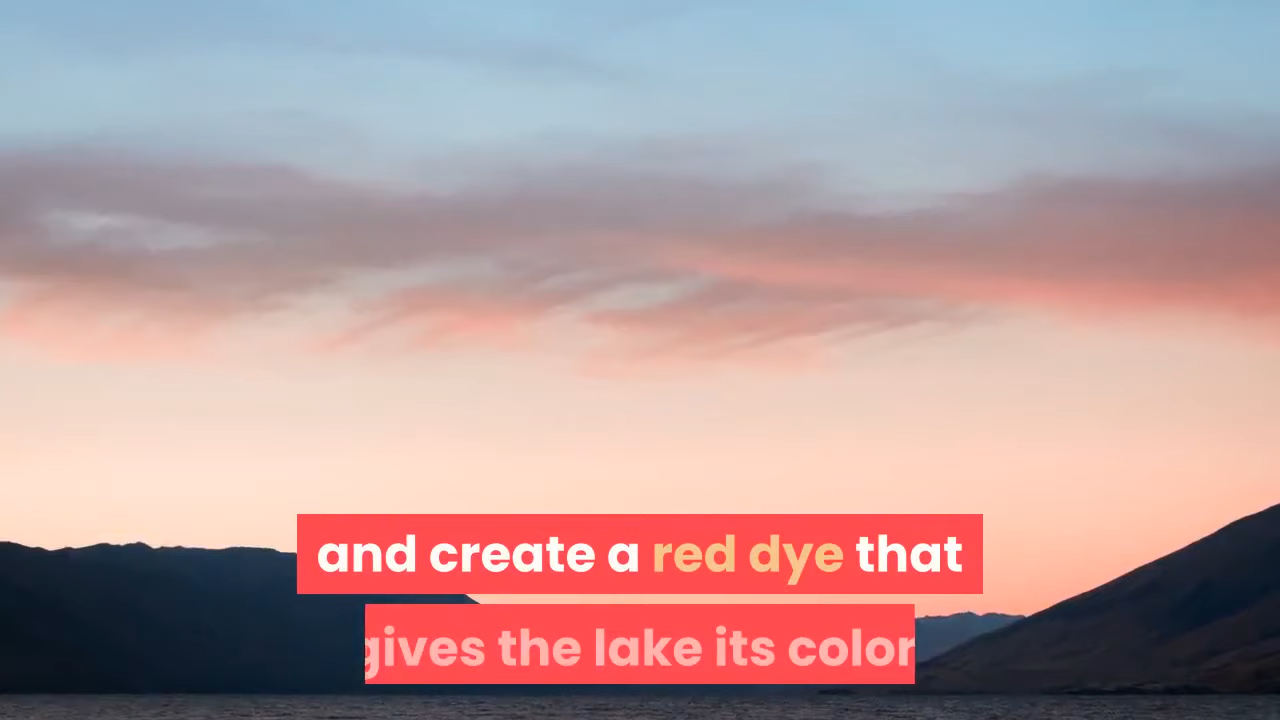 and create a red dye that
gives the lake its color